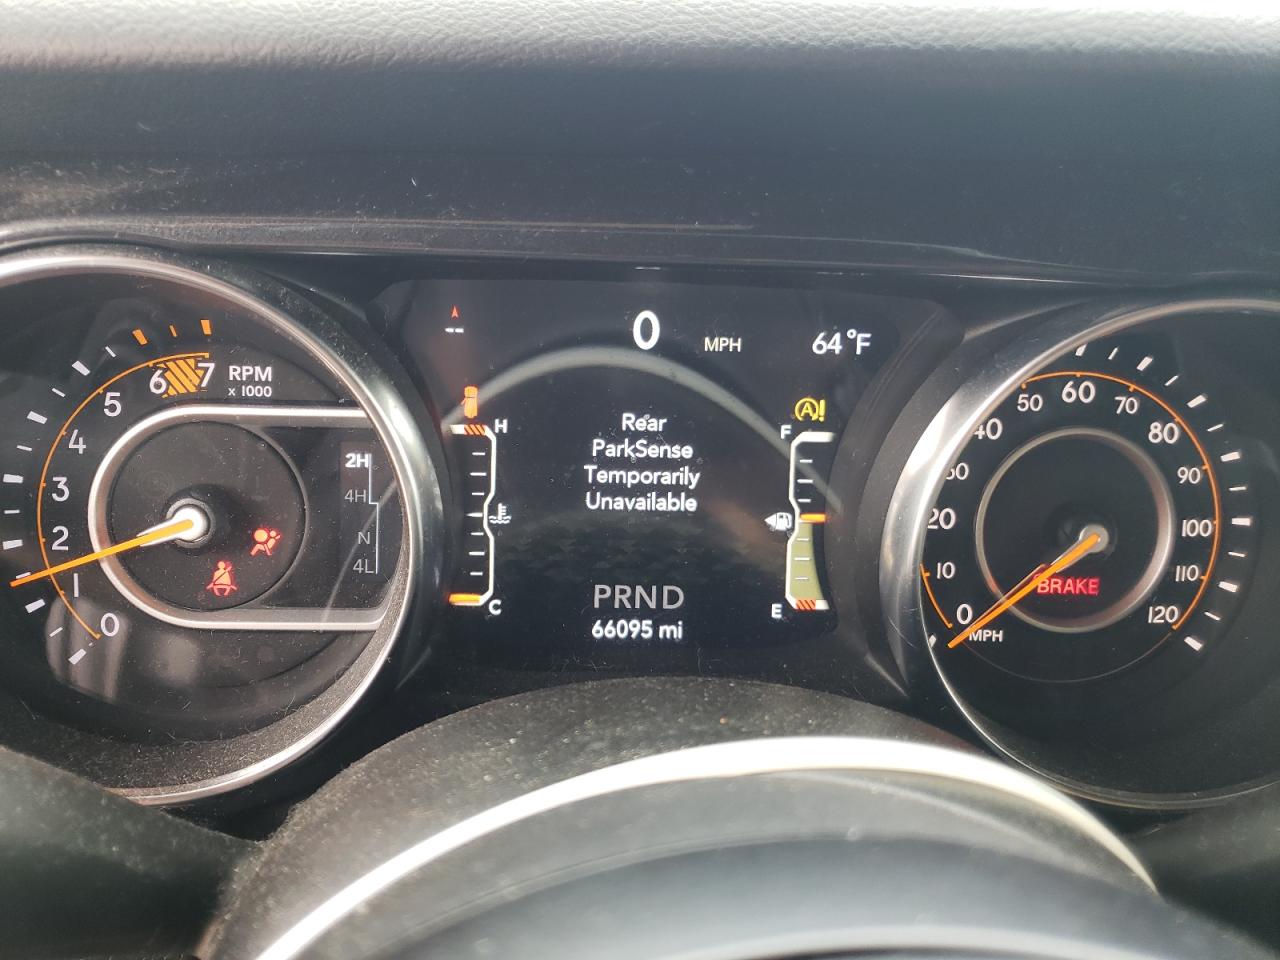 0 MPH 64°F
6 7 RPM
x 1000
5
4
3
2
1
0
2H
4H
N
4L
H
C
A!
F
E
Rear
ParkSense
Temporarily
Unavailable
PRND
66095 mi
0
10
20
40
50
60
70
80
90
100
110
120
MPH
BRAKE